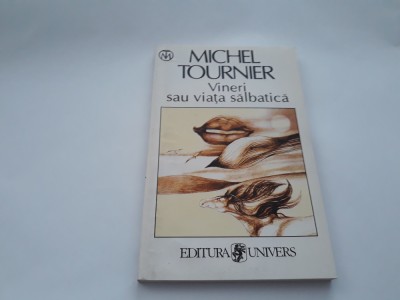 MICHEL
TOURNIER
Vineri
sau viața sălbatică
EDITURA UNIVERS